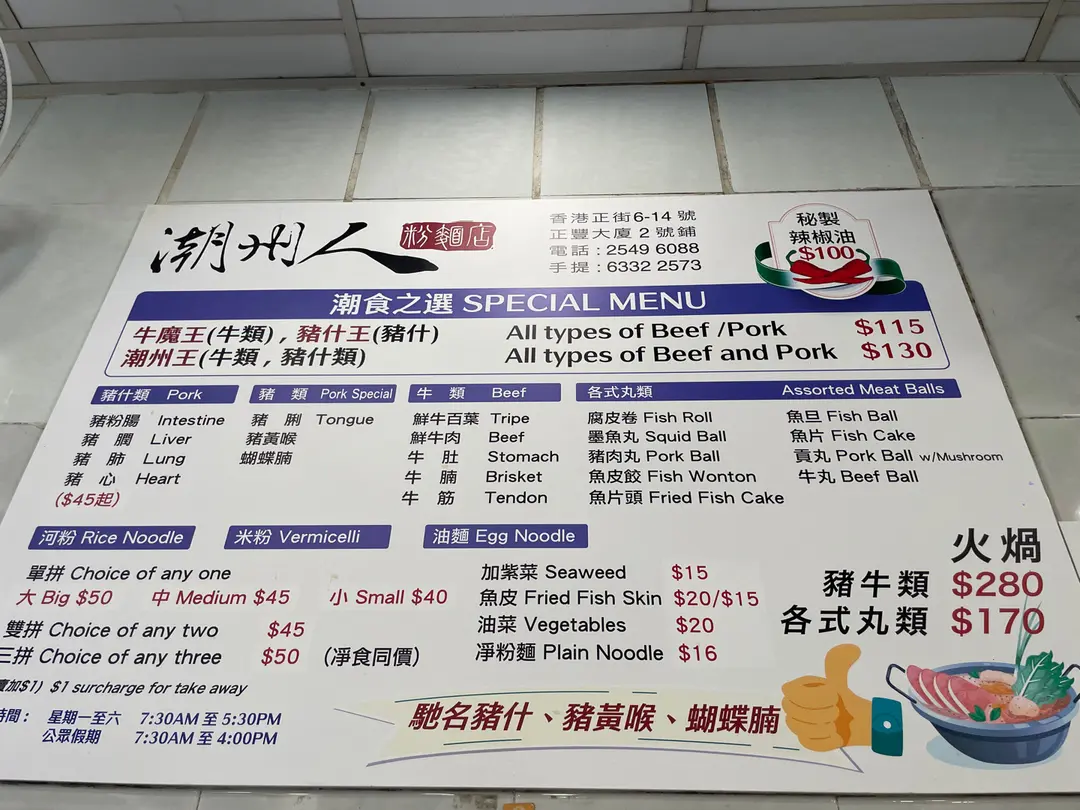 潮州人 粉麵店
香港正街6-14 號
正豐大廈 2 號鋪
電話 : 2549 6088
手提 : 6332 2573
秘製
辣椒油
$100
潮食之選 SPECIAL MENU
牛魔王(牛類) , 豬什王(豬什) All types of Beef /Pork $115
潮州王(牛類 , 豬什類) All types of Beef and Pork $130
豬什類 Pork
豬粉腸 Intestine
豬 膶 Liver
豬 肺 Lung
豬 心 Heart
($45起)
豬 類 Pork Special
豬 脷 Tongue
豬黃喉
蝴蝶腩
牛 類 Beef
鮮牛百葉 Tripe
鮮牛肉 Beef
牛 肚 Stomach
牛 腩 Brisket
牛 筋 Tendon
各式丸類 Assorted Meat Balls
腐皮卷 Fish Roll
墨魚丸 Squid Ball
豬肉丸 Pork Ball
魚皮餃 Fish Wonton
魚片頭 Fried Fish Cake
魚旦 Fish Ball
魚片 Fish Cake
貢丸 Pork Ball w/Mushroom
牛丸 Beef Ball
河粉 Rice Noodle
米粉 Vermicelli
油麵 Egg Noodle
單拼 Choice of any one
大 Big $50 中 Medium $45 小 Small $40
雙拼 Choice of any two $45
三拼 Choice of any three $50 (淨食同價)
賣加$1) $1 surcharge for take away
時間 : 星期一至六 7:30AM 至 5:30PM
公眾假期 7:30AM 至 4:00PM
加紫菜 Seaweed $15
魚皮 Fried Fish Skin $20/$15
油菜 Vegetables $20
淨粉麵 Plain Noodle $16
火煱
豬牛類 $280
各式丸類 $170
馳名豬什、豬黃喉、蝴蝶腩